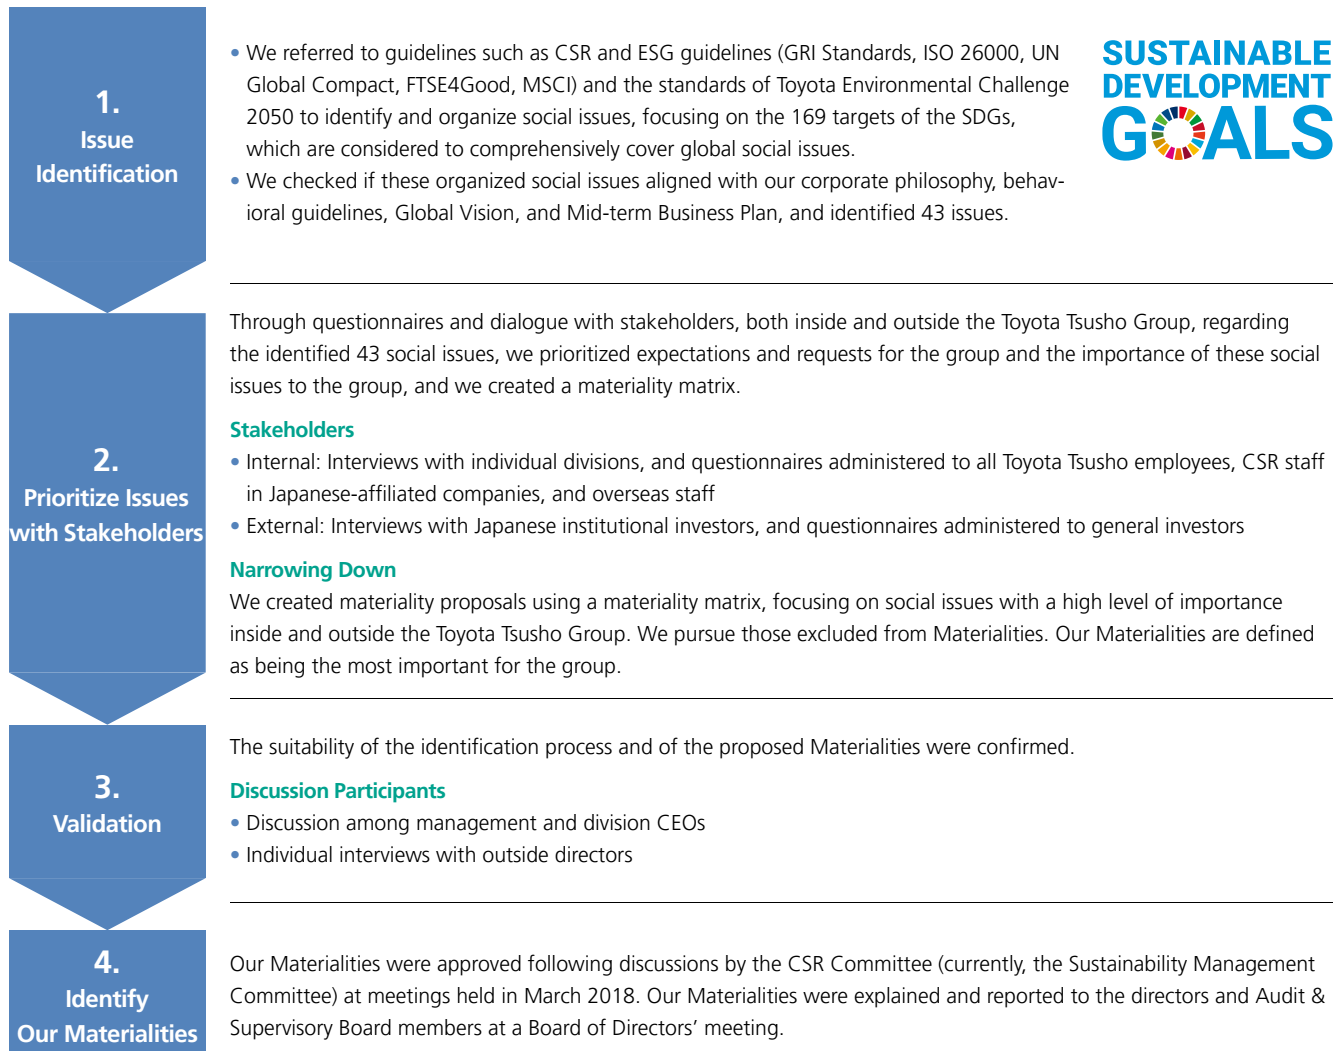 1.
Issue
Identification
• We referred to guidelines such as CSR and ESG guidelines (GRI Standards, ISO 26000, UN
Global Compact, FTSE4Good, MSCI) and the standards of Toyota Environmental Challenge
2050 to identify and organize social issues, focusing on the 169 targets of the SDGs,
which are considered to comprehensively cover global social issues.
• We checked if these organized social issues aligned with our corporate philosophy, behav-
ioral guidelines, Global Vision, and Mid-term Business Plan, and identified 43 issues.
SUSTAINABLE
DEVELOPMENT
GOALS
2.
Prioritize Issues
with Stakeholders
Through questionnaires and dialogue with stakeholders, both inside and outside the Toyota Tsusho Group, regarding
the identified 43 social issues, we prioritized expectations and requests for the group and the importance of these social
issues to the group, and we created a materiality matrix.
Stakeholders
• Internal: Interviews with individual divisions, and questionnaires administered to all Toyota Tsusho employees, CSR staff
in Japanese-affiliated companies, and overseas staff
• External: Interviews with Japanese institutional investors, and questionnaires administered to general investors
Narrowing Down
We created materiality proposals using a materiality matrix, focusing on social issues with a high level of importance
inside and outside the Toyota Tsusho Group. We pursue those excluded from Materialities. Our Materialities are defined
as being the most important for the group.
3.
Validation
The suitability of the identification process and of the proposed Materialities were confirmed.
Discussion Participants
• Discussion among management and division CEOs
• Individual interviews with outside directors
4.
Identify
Our Materialities
Our Materialities were approved following discussions by the CSR Committee (currently, the Sustainability Management
Committee) at meetings held in March 2018. Our Materialities were explained and reported to the directors and Audit &
Supervisory Board members at a Board of Directors’ meeting.